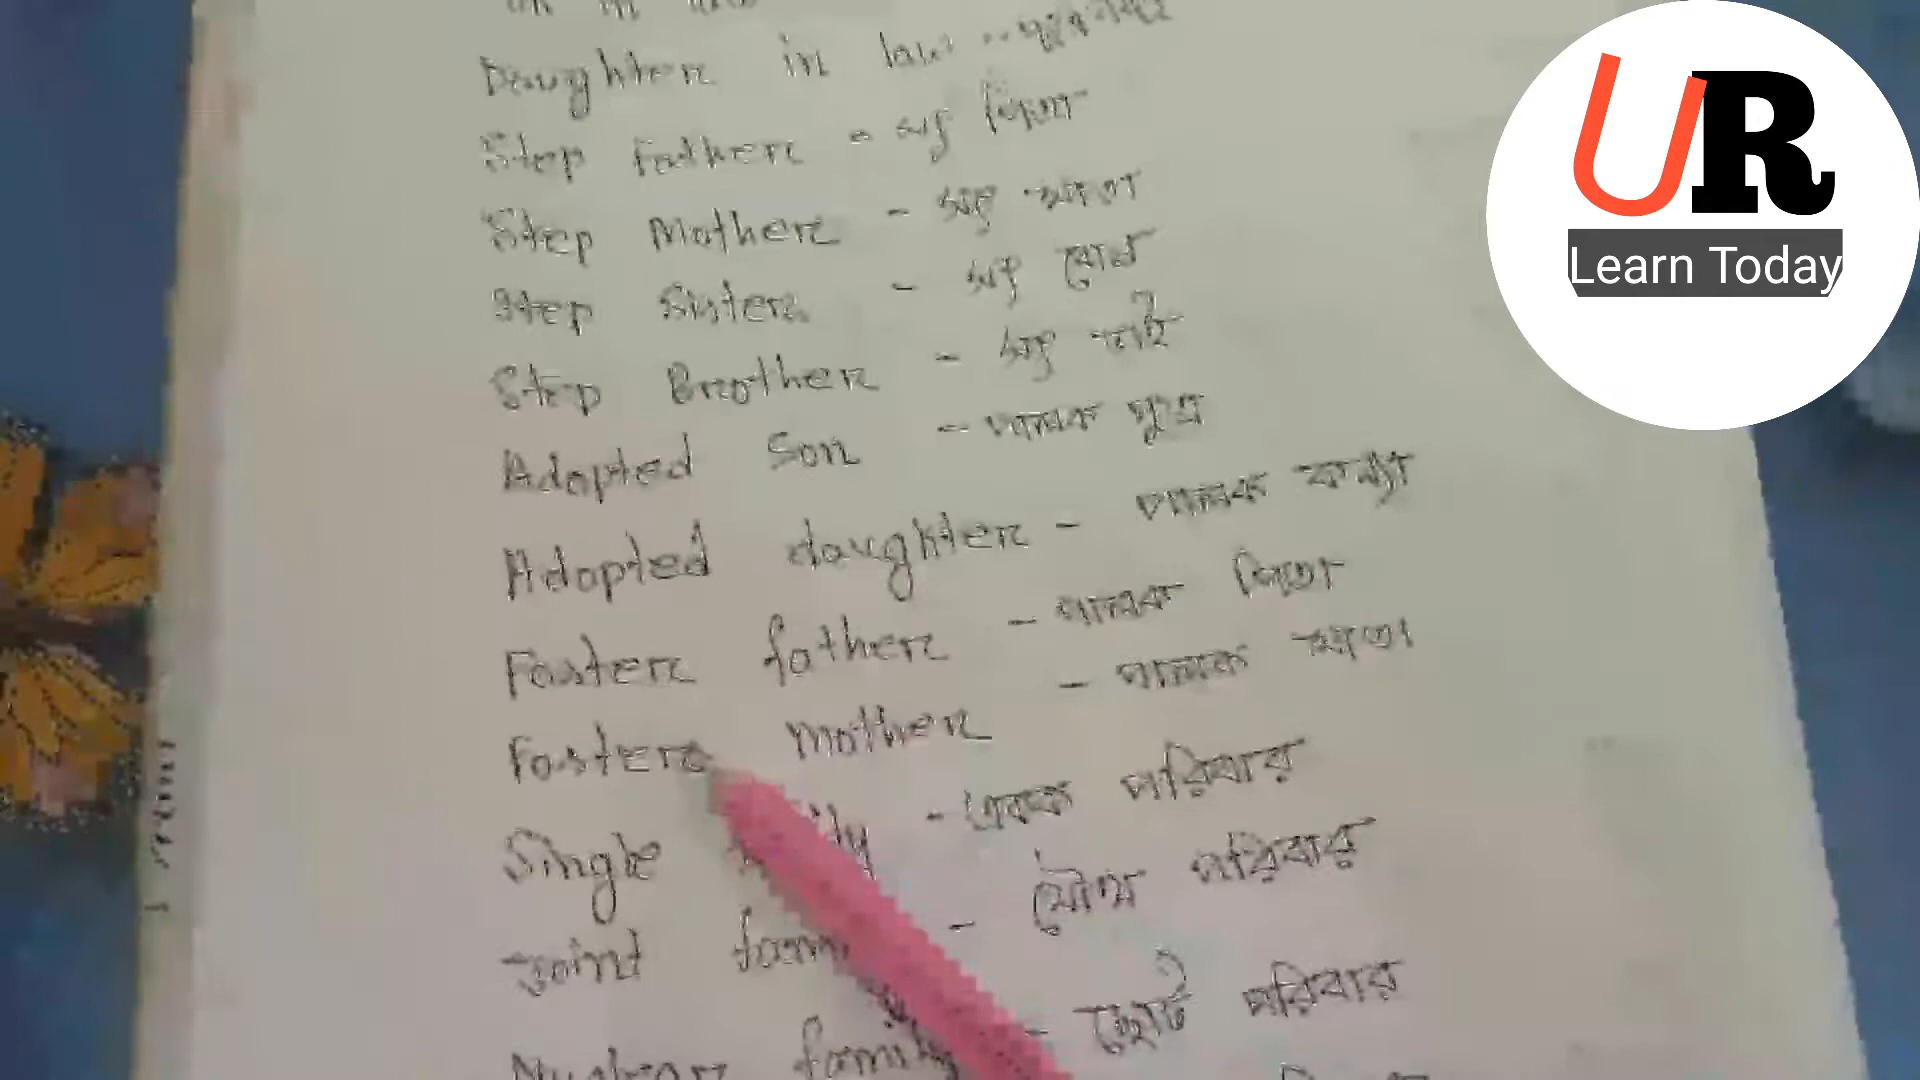 Daughter in law -- পুত্রবধূ
Step Father - সৎ পিতা
Step Mother - সৎ মাতা
Step Sister - সৎ বোন
Step Brother - সৎ ভাই
Adopted Son - পালক পুত্র
Adopted daughter - পালক কন্যা
Foster father - পালক পিতা
Foster Mother - পালক মাতা
Single - একক পরিবার
Joint - যৌথ পরিবার
family - ছোট পরিবার
UR
Learn Today